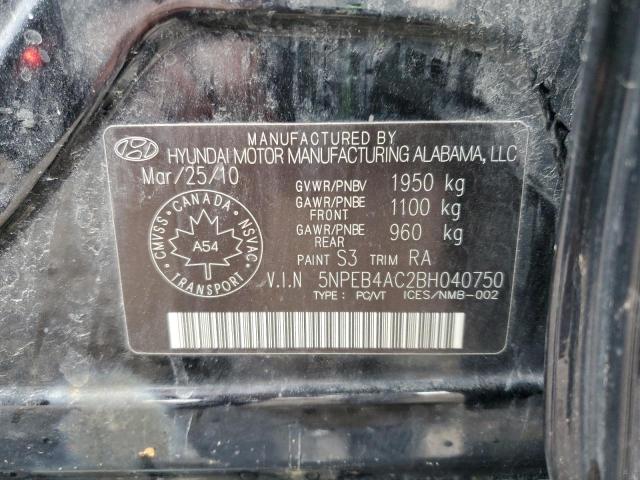 MANUFACTURED BY
HYUNDAI MOTOR MANUFACTURING ALABAMA, LLC
Mar/25/10
GVWR/PNBV 1950 kg
GAWR/PNBE FRONT 1100 kg
GAWR/PNBE REAR 960 kg
PAINT S3 TRIM RA
CANADA
CMVSS · NSVAC
A54
TRANSPORT
V.I.N 5NPEB4AC2BH040750
TYPE : PC/VT ICES/NMB-002